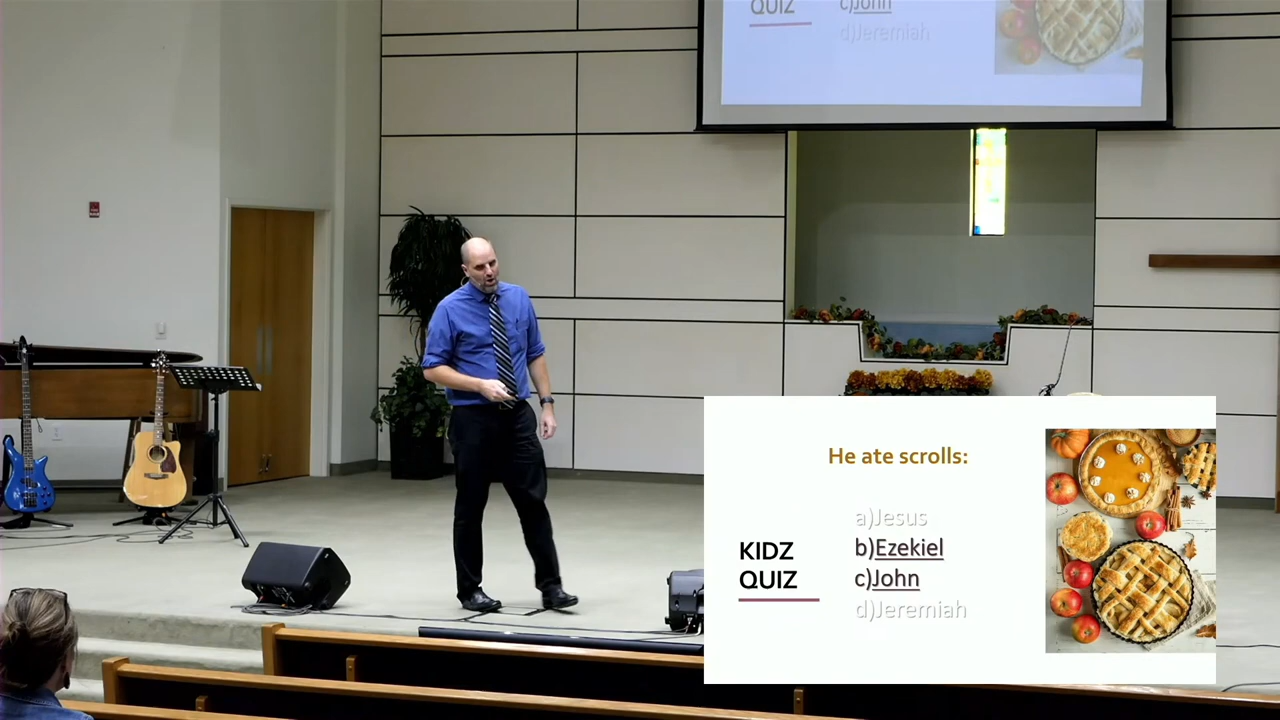 QUIZ
c)John
d)Jeremiah
He ate scrolls:
a)Jesus
b)Ezekiel
c)John
d)Jeremiah
KIDZ
QUIZ